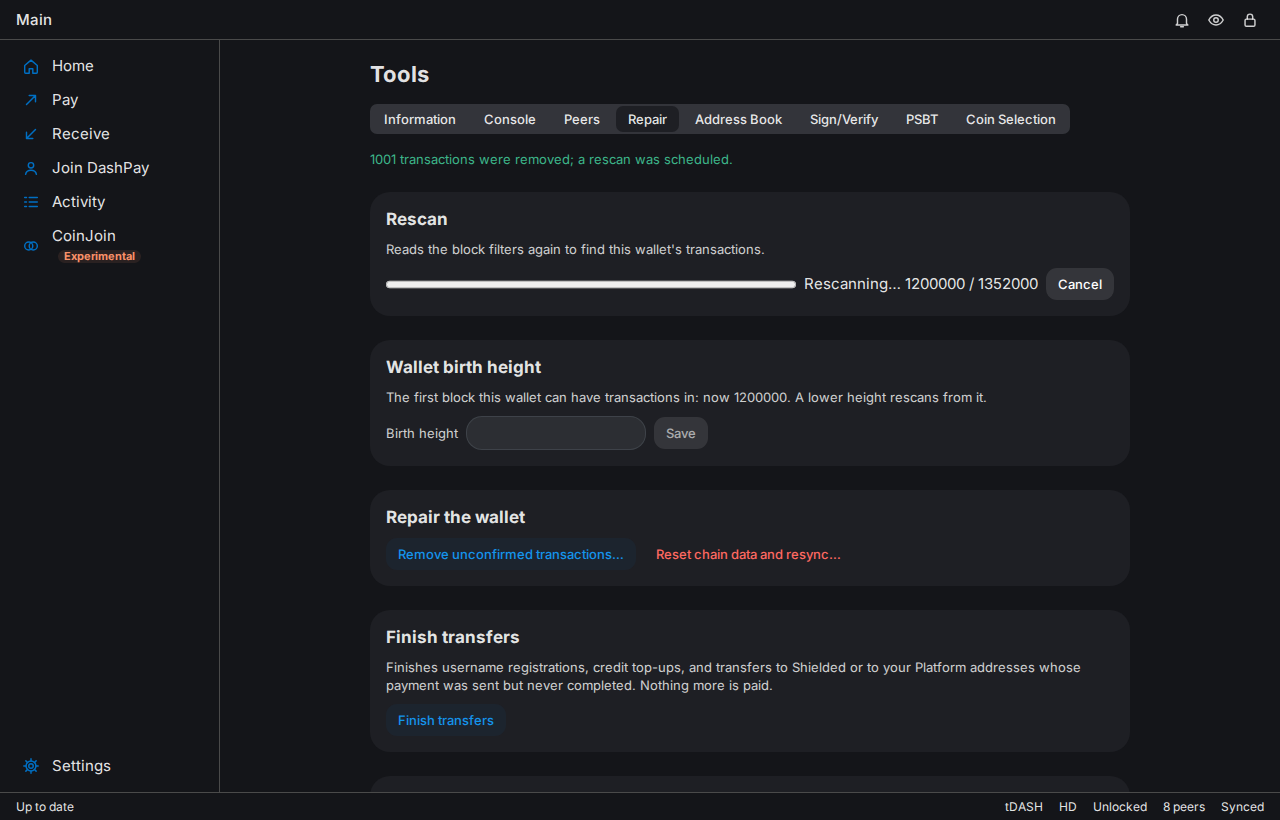 Main
Home
Pay
Receive
Join DashPay
Activity
CoinJoin
Experimental
Settings
Tools
Information Console Peers Repair Address Book Sign/Verify PSBT Coin Selection
1001 transactions were removed; a rescan was scheduled.
Rescan
Reads the block filters again to find this wallet's transactions.
Rescanning... 1200000 / 1352000 Cancel
Wallet birth height
The first block this wallet can have transactions in: now 1200000. A lower height rescans from it.
Birth height Save
Repair the wallet
Remove unconfirmed transactions... Reset chain data and resync...
Finish transfers
Finishes username registrations, credit top-ups, and transfers to Shielded or to your Platform addresses whose
payment was sent but never completed. Nothing more is paid.
Finish transfers
Up to date tDASH HD Unlocked 8 peers Synced